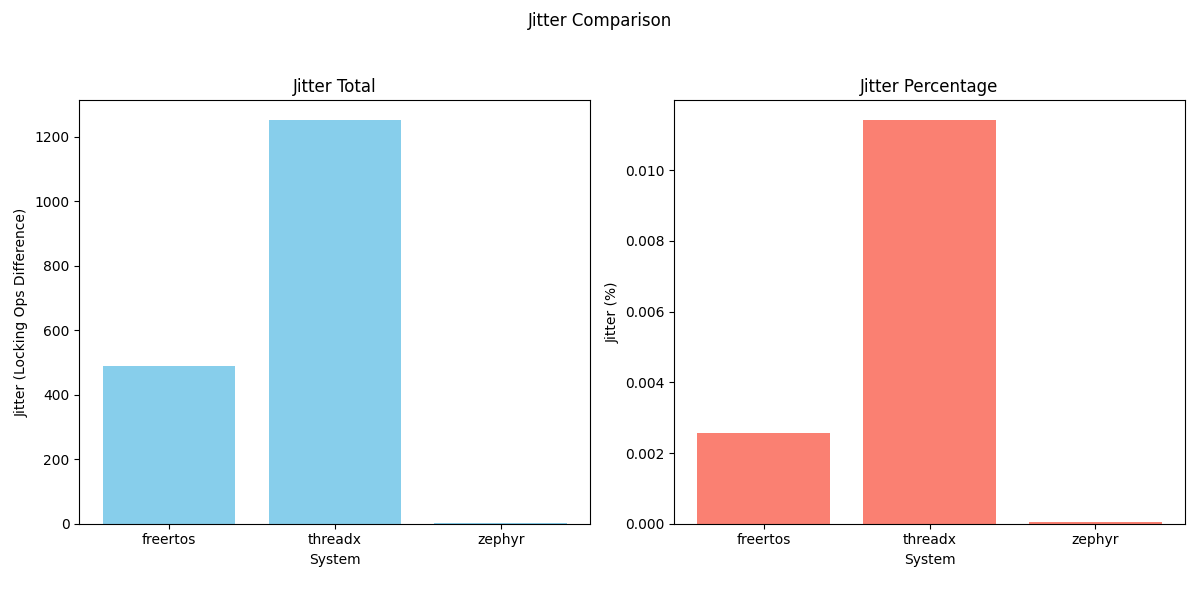 Jitter Comparison
Jitter Total
Jitter (Locking Ops Difference)
1200
1000
800
600
400
200
0
freertos threadx zephyr
System
Jitter Percentage
Jitter (%)
0.010
0.008
0.006
0.004
0.002
0.000
freertos threadx zephyr
System